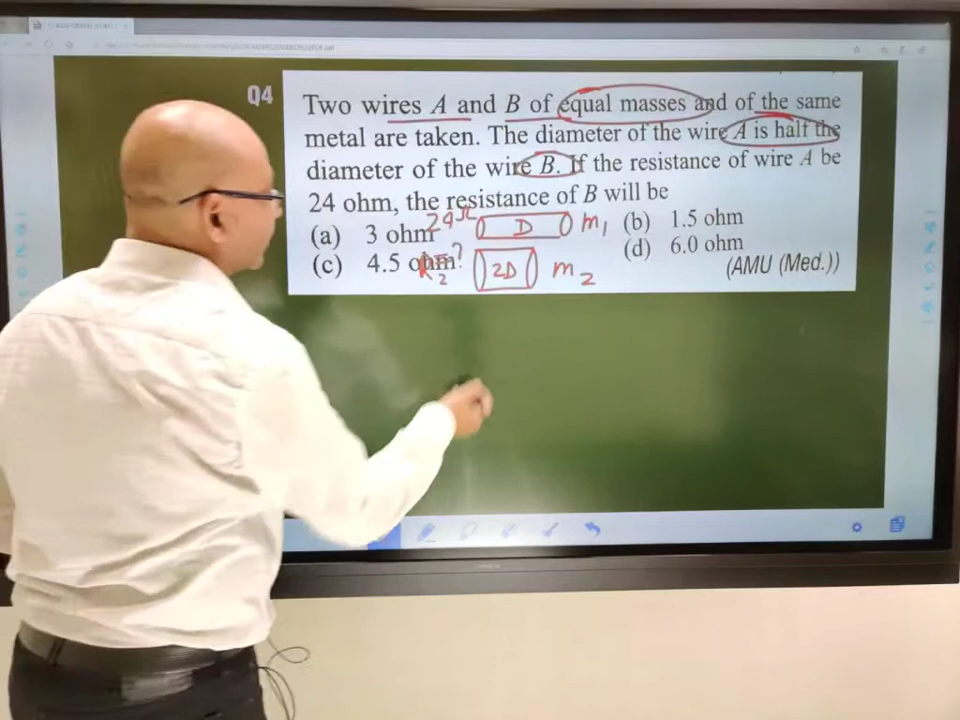 Q4
Two wires A and B of equal masses and of the same
metal are taken. The diameter of the wire A is half the
diameter of the wire B. If the resistance of wire A be
24 ohm, the resistance of B will be
(a) 3 ohm (b) 1.5 ohm
(c) 4.5 ohm (d) 6.0 ohm
(AMU (Med.))
24Ω D m₁
R₂ = ? 2D m₂